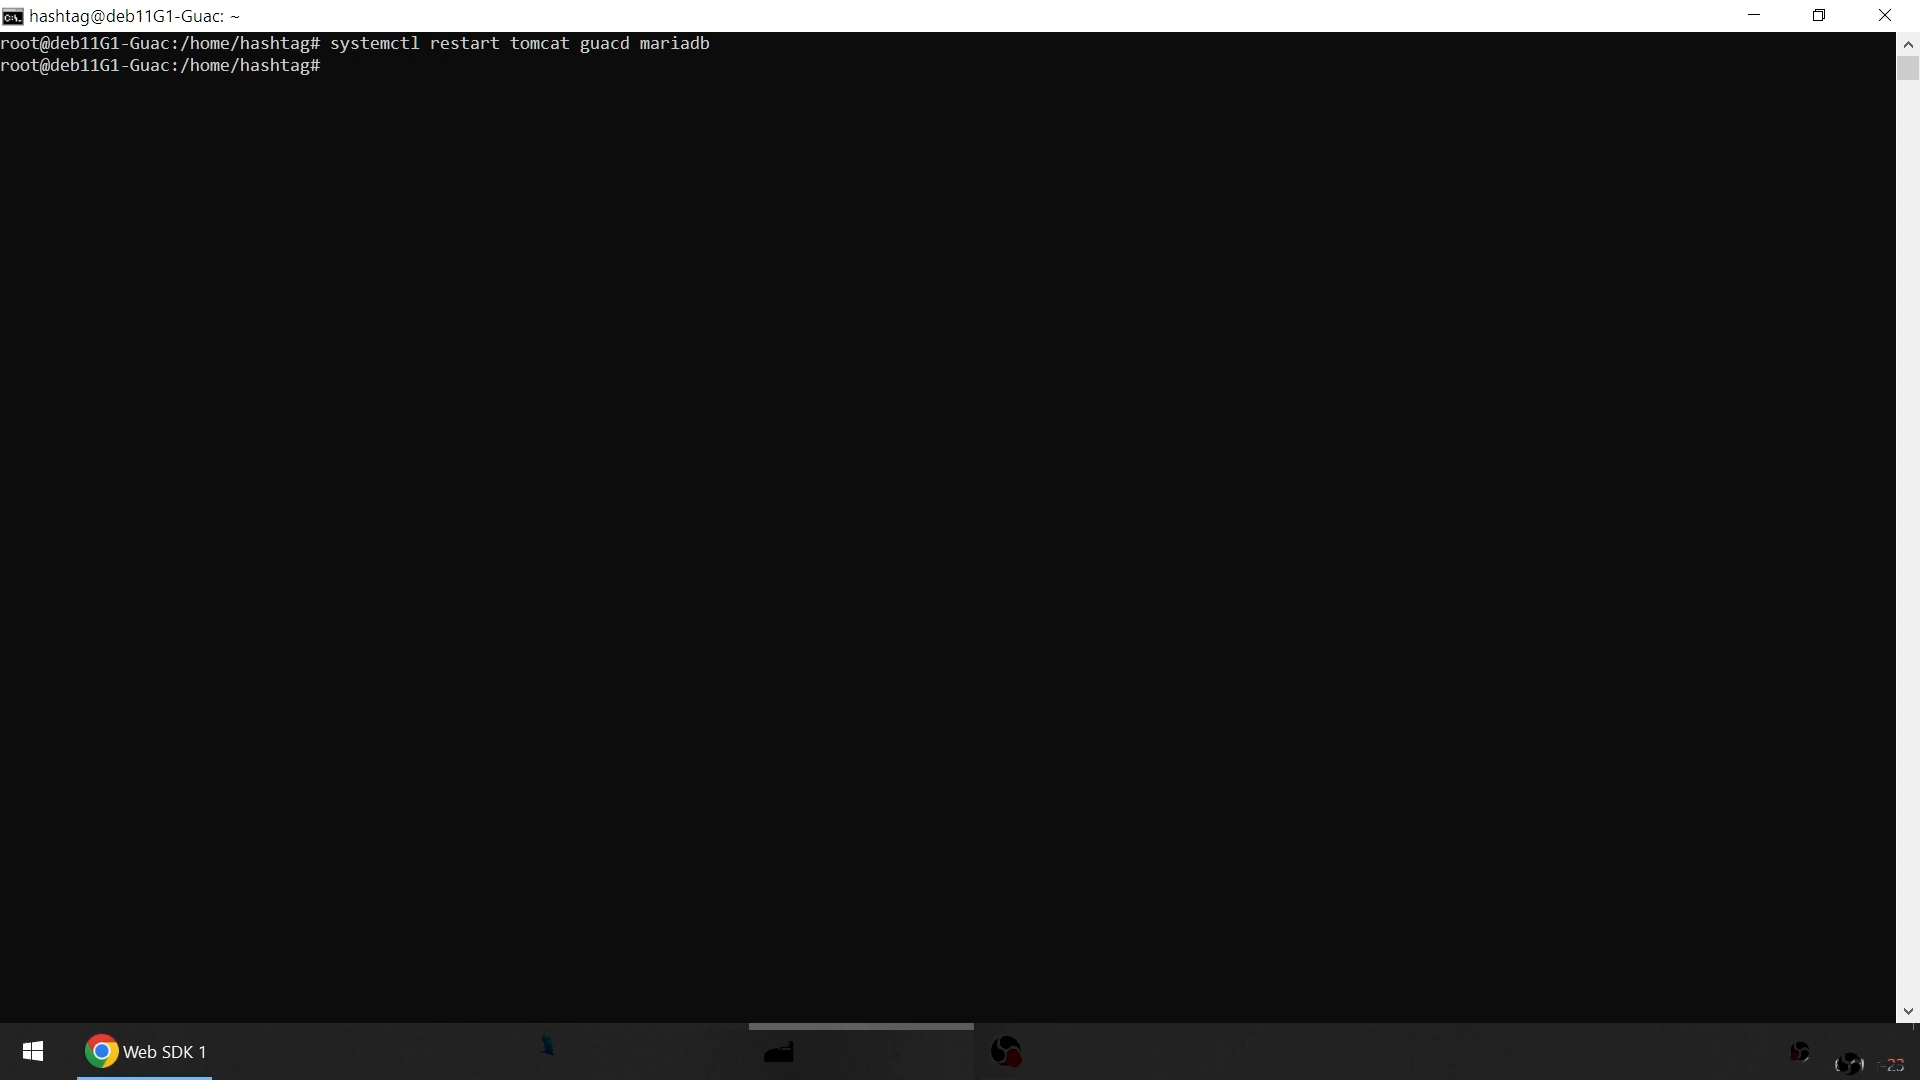 hashtag@deb11G1-Guac: ~
root@deb11G1-Guac:/home/hashtag# systemctl restart tomcat guacd mariadb
root@deb11G1-Guac:/home/hashtag#
Web SDK 1